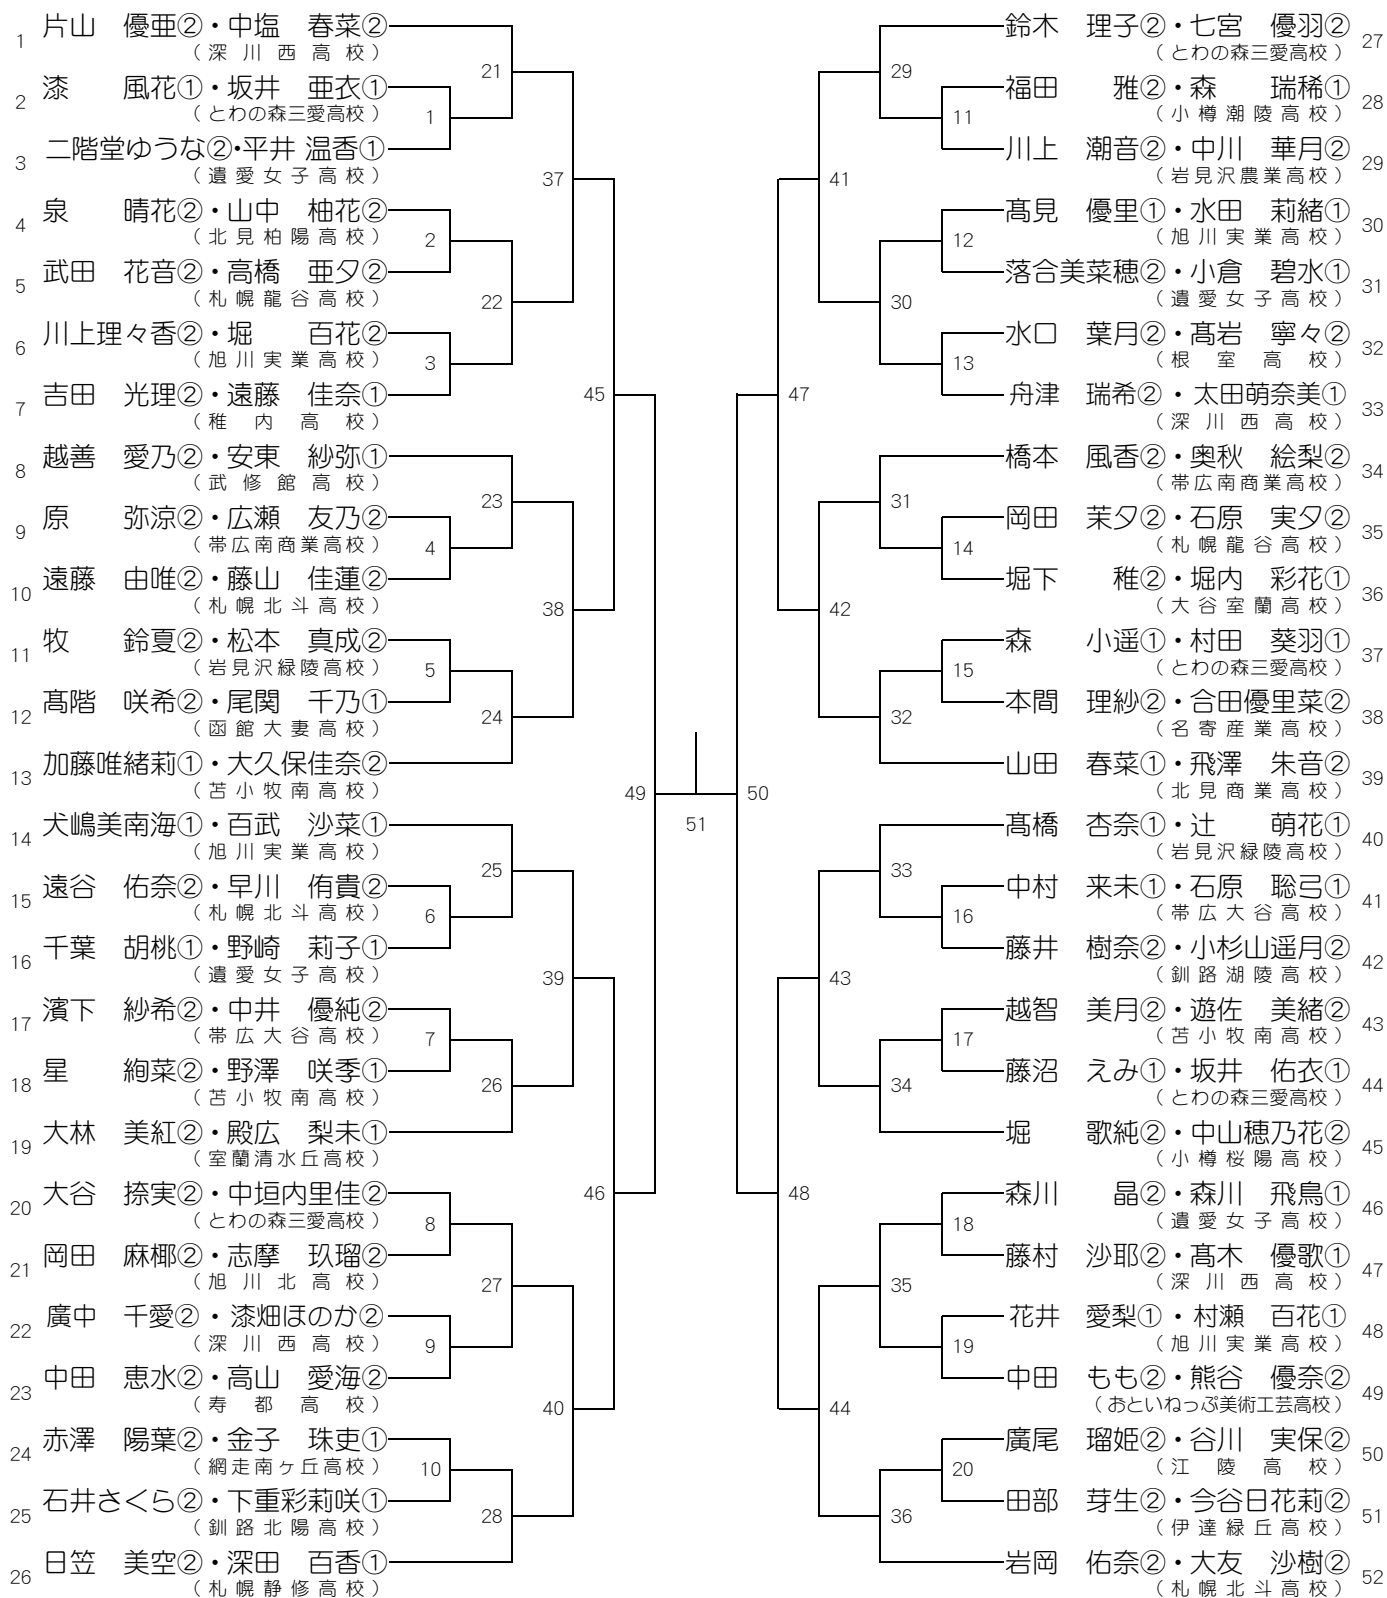 1 片山　優亜②・中塩　春菜②
（深川西高校）
2 漆　　風花①・坂井　亜衣①
（とわの森三愛高校）
3 二階堂ゆうな②・平井 温香①
（遺愛女子高校）
4 泉　　晴花②・山中　柚花②
（北見柏陽高校）
5 武田　花音②・高橋　亜夕②
（札幌龍谷高校）
6 川上理々香②・堀　　百花②
（旭川実業高校）
7 吉田　光理②・遠藤　佳奈①
（稚内高校）
8 越善　愛乃②・安東　紗弥①
（武修館高校）
9 原　　弥涼②・広瀬　友乃②
（帯広南商業高校）
10 遠藤　由唯②・藤山　佳蓮②
（札幌北斗高校）
11 牧　　鈴夏②・松本　真成②
（岩見沢緑陵高校）
12 髙階　咲希②・尾関　千乃①
（函館大妻高校）
13 加藤唯緒莉①・大久保佳奈②
（苫小牧南高校）
14 犬嶋美南海①・百武　沙菜①
（旭川実業高校）
15 遠谷　佑奈②・早川　侑貴②
（札幌北斗高校）
16 千葉　胡桃①・野崎　莉子①
（遺愛女子高校）
17 濱下　紗希②・中井　優純②
（帯広大谷高校）
18 星　　絢菜②・野澤　咲季①
（苫小牧南高校）
19 大林　美紅②・殿広　梨未①
（室蘭清水丘高校）
20 大谷　捺実②・中垣内里佳②
（とわの森三愛高校）
21 岡田　麻椰②・志摩　玖瑠②
（旭川北高校）
22 廣中　千愛②・漆畑ほのか②
（深川西高校）
23 中田　恵水②・高山　愛海②
（寿都高校）
24 赤澤　陽葉②・金子　珠吏①
（網走南ヶ丘高校）
25 石井さくら②・下重彩莉咲①
（釧路北陽高校）
26 日笠　美空②・深田　百香①
（札幌静修高校）
1
2
3
4
5
6
7
8
9
10
21
22
23
24
25
26
27
28
37
38
39
40
45
46
49
51
50
47
48
41
42
43
44
29
30
31
32
33
34
35
36
11
12
13
14
15
16
17
18
19
20
鈴木　理子②・七宮　優羽② 27
（とわの森三愛高校）
福田　　雅②・森　　瑞稀① 28
（小樽潮陵高校）
川上　潮音②・中川　華月② 29
（岩見沢農業高校）
髙見　優里①・水田　莉緒① 30
（旭川実業高校）
落合美菜穂②・小倉　碧水① 31
（遺愛女子高校）
水口　葉月②・髙岩　寧々② 32
（根室高校）
舟津　瑞希②・太田萌奈美① 33
（深川西高校）
橋本　風香②・奥秋　絵梨② 34
（帯広南商業高校）
岡田　茉夕②・石原　実夕② 35
（札幌龍谷高校）
堀下　　稚②・堀内　彩花① 36
（大谷室蘭高校）
森　　小遥①・村田　葵羽① 37
（とわの森三愛高校）
本間　理紗②・合田優里菜② 38
（名寄産業高校）
山田　春菜①・飛澤　朱音② 39
（北見商業高校）
髙橋　杏奈①・辻　　萌花① 40
（岩見沢緑陵高校）
中村　来未①・石原　聡弓① 41
（帯広大谷高校）
藤井　樹奈②・小杉山遥月② 42
（釧路湖陵高校）
越智　美月②・遊佐　美緒② 43
（苫小牧南高校）
藤沼　えみ①・坂井　佑衣① 44
（とわの森三愛高校）
堀　　歌純②・中山穂乃花② 45
（小樽桜陽高校）
森川　　晶②・森川　飛鳥① 46
（遺愛女子高校）
藤村　沙耶②・髙木　優歌① 47
（深川西高校）
花井　愛梨①・村瀬　百花① 48
（旭川実業高校）
中田　もも②・熊谷　優奈② 49
（おといねっぷ美術工芸高校）
廣尾　瑠姫②・谷川　実保② 50
（江陵高校）
田部　芽生②・今谷日花莉② 51
（伊達緑丘高校）
岩岡　佑奈②・大友　沙樹② 52
（札幌北斗高校）